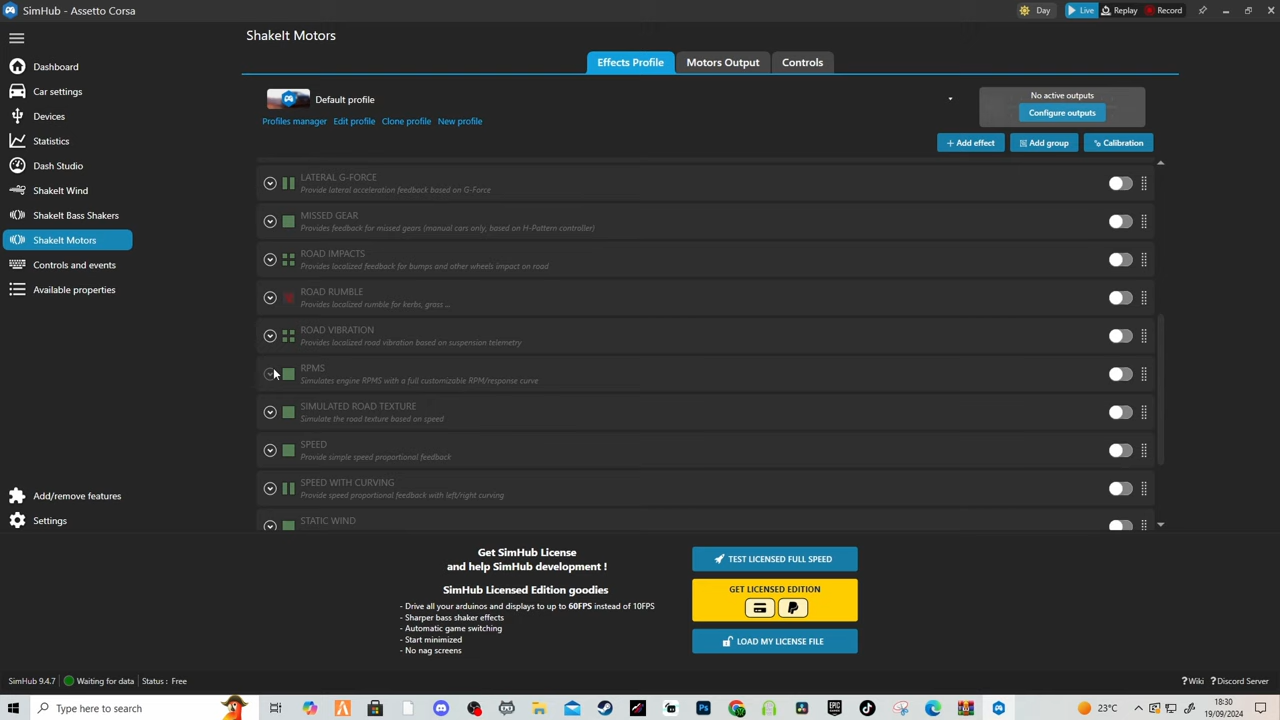 SimHub - Assetto Corsa
Day
Live
Replay
Record
ShakeIt Motors
Dashboard
Car settings
Devices
Statistics
Dash Studio
ShakeIt Wind
ShakeIt Bass Shakers
ShakeIt Motors
Controls and events
Available properties
Add/remove features
Settings
Effects Profile
Motors Output
Controls
Default profile
No active outputs
Configure outputs
Profiles manager
Edit profile
Clone profile
New profile
Add effect
Add group
Calibration
LATERAL G-FORCE
Provide lateral acceleration feedback based on G-Force
MISSED GEAR
Provides feedback for missed gears (manual cars only, based on H-Pattern controller)
ROAD IMPACTS
Provides localized feedback for bumps and other wheels impact on road
ROAD RUMBLE
Provides localized rumble for kerbs, grass ...
ROAD VIBRATION
Provides localized road vibration based on suspension telemetry
RPMS
Simulates engine RPMS with a full customizable RPM/response curve
SIMULATED ROAD TEXTURE
Simulate the road texture based on speed
SPEED
Provide simple speed proportional feedback
SPEED WITH CURVING
Provide speed proportional feedback with left/right curving
STATIC WIND
Get SimHub License
and help SimHub development !
SimHub Licensed Edition goodies
- Drive all your arduinos and displays to up to 60FPS instead of 10FPS
- Sharper bass shaker effects
- Automatic game switching
- Start minimized
- No nag screens
TEST LICENSED FULL SPEED
GET LICENSED EDITION
LOAD MY LICENSE FILE
SimHub 9.4.7
Waiting for data
Status : Free
Wiki
Discord Server
Type here to search
23°C
18:30
19/09/2024